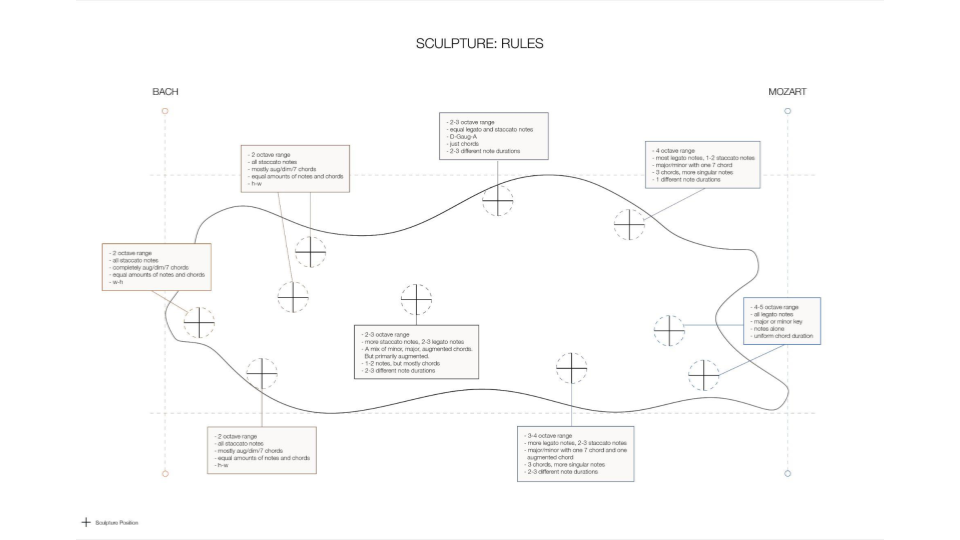 SCULPTURE: RULES
BACH
MOZART
- 2-3 octave range
- equal legato and staccato notes
- D-Gaug-A
- just chords
- 2-3 different note durations
- 2 octave range
- all staccato notes
- mostly aug/dim/7 chords
- equal amounts of notes and chords
- h-w
- 4 octave range
- most legato notes, 1-2 staccato notes
- major/minor with one 7 chord
- 3 chords, more singular notes
- 1 different note durations
- 2 octave range
- all staccato notes
- completely aug/dim/7 chords
- equal amounts of notes and chords
- w-h
- 4-5 octave range
- all legato notes
- major or minor key
- notes alone
- uniform chord duration
- 2-3 octave range
- more staccato notes, 2-3 legato notes
- A mix of minor, major, augmented chords.
But primarily augmented.
- 1-2 notes, but mostly chords
- 2-3 different note durations
- 2 octave range
- all staccato notes
- mostly aug/dim/7 chords
- equal amounts of notes and chords
- h-w
- 3-4 octave range
- more legato notes, 2-3 staccato notes
- major/minor with one 7 chord and one
augmented chord
- 3 chords, more singular notes
- 2-3 different note durations
Sculpture Position